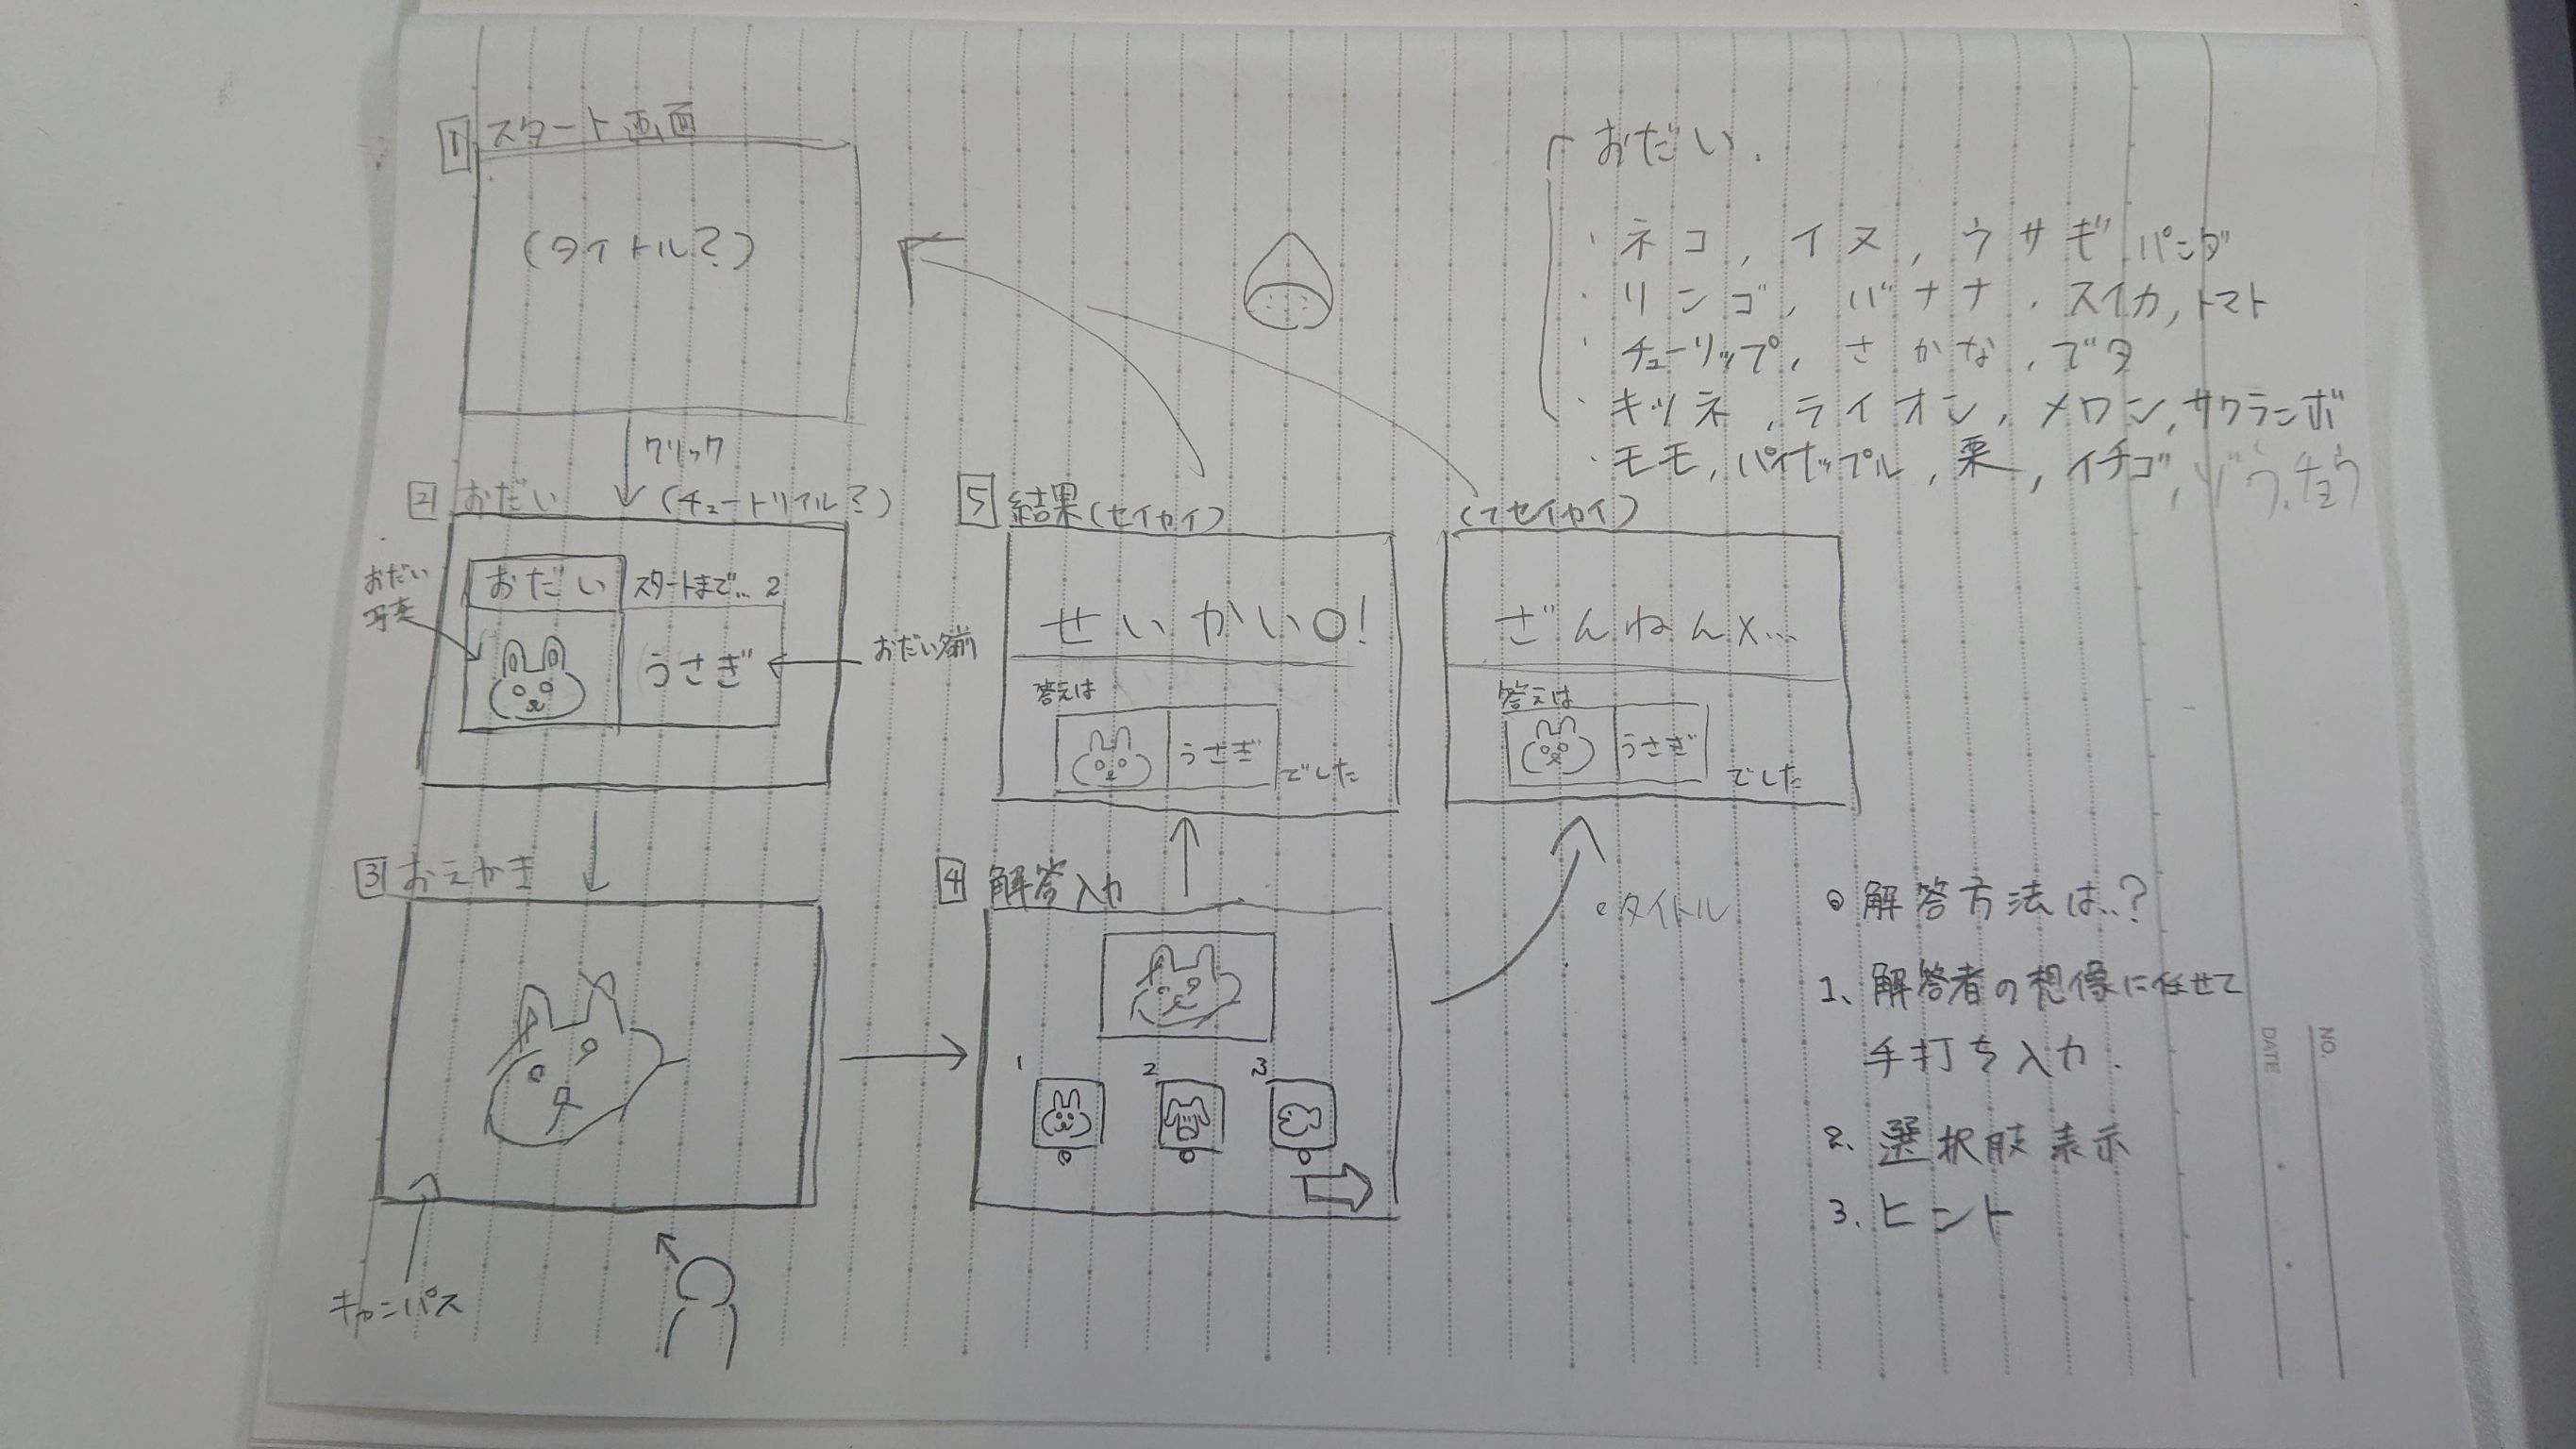 1 スタート画面
(タイトル?)
クリック
2 おだい
(チュートリイル?)
おだい
写真
おだい
スタートまで… 2
うさぎ
おだい名前
3 おえかき
キャンパス
4 解答入力
1 2 3
5 結果(セイカイ)
せいかい○!
答えは
うさぎ
でした
(フセイカイ)
ざんねん×…
答えは
うさぎ
でした
おだい.
・ネコ, イヌ, ウサギ パンダ
・リンゴ, バナナ, スイカ, トマト
・チューリップ, さかな,
・キツネ, ライオン, メロン, サクランボ
・モモ, パイナップル, 栗, イチゴ, ゾウ, チョウ
タイトル
解答方法は..?
1、解答者の想像に任せて
手打ち入力.
2、選択肢表示
3、ヒント
NO.
DATE